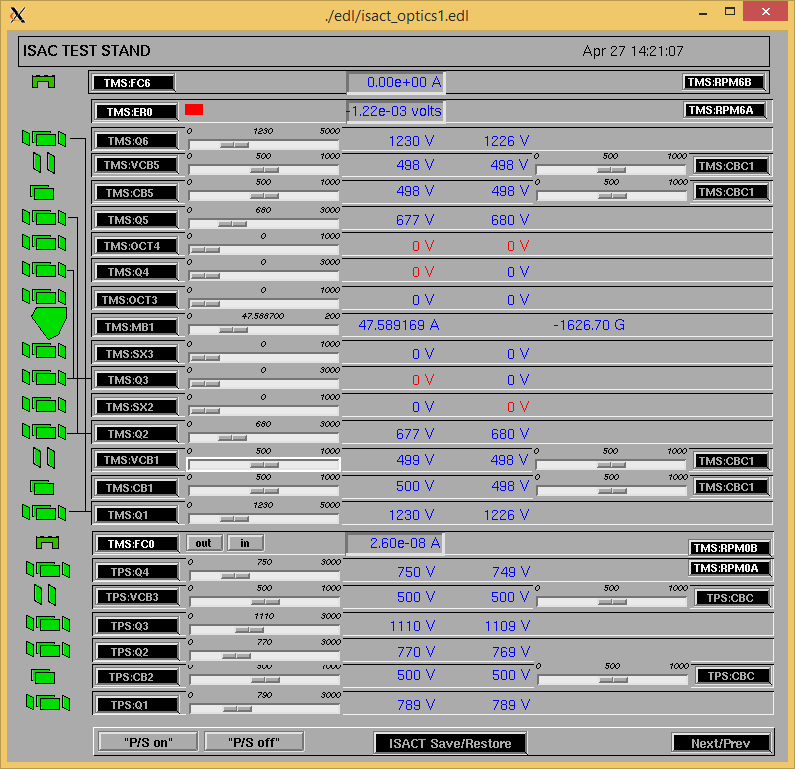 ./edl/isact_optics1.edl
ISAC TEST STAND Apr 27 14:21:07
TMS:FC6 0.00e+00 A TMS:RPM6B
TMS:ER0 -1.22e-03 volts TMS:RPM6A
TMS:Q6 0 1230 5000 1230 V 1226 V
TMS:VCB5 0 500 1000 498 V 498 V 0 500 1000 TMS:CBC1
TMS:CB5 0 500 1000 498 V 498 V 0 500 1000 TMS:CBC1
TMS:Q5 0 680 3000 677 V 680 V
TMS:OCT4 0 0 1000 0 V 0 V
TMS:Q4 0 0 3000 0 V 0 V
TMS:OCT3 0 0 1000 0 V 0 V
TMS:MB1 0 47.588700 200 47.589169 A -1626.70 G
TMS:SX3 0 0 1000 0 V 0 V
TMS:Q3 0 0 3000 0 V 0 V
TMS:SX2 0 0 1000 0 V 0 V
TMS:Q2 0 680 3000 677 V 680 V
TMS:VCB1 0 500 1000 499 V 498 V 0 500 1000 TMS:CBC1
TMS:CB1 0 500 1000 500 V 498 V 0 500 1000 TMS:CBC1
TMS:Q1 0 1230 5000 1230 V 1226 V
TMS:FC0 out in 2.60e-08 A TMS:RPM0B
TPS:Q4 0 750 3000 750 V 749 V TMS:RPM0A
TPS:VCB3 0 500 1000 500 V 500 V 0 500 1000 TPS:CBC
TPS:Q3 0 1110 3000 1110 V 1109 V
TPS:Q2 0 770 3000 770 V 769 V
TPS:CB2 0 500 1000 500 V 500 V 0 500 1000 TPS:CBC
TPS:Q1 0 790 3000 789 V 789 V
"P/S on" "P/S off" ISACT Save/Restore Next/Prev